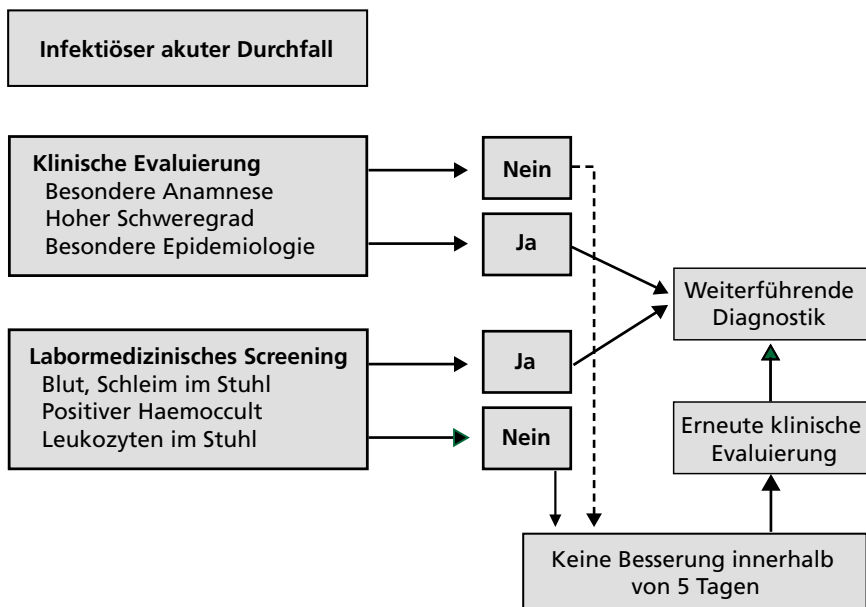 Infektiöser akuter Durchfall
Klinische Evaluierung
Besondere Anamnese
Hoher Schweregrad
Besondere Epidemiologie
Nein
Ja
Weiterführende
Diagnostik
Labormedizinisches Screening
Blut, Schleim im Stuhl
Positiver Haemoccult
Leukozyten im Stuhl
Ja
Nein
Erneute klinische
Evaluierung
Keine Besserung innerhalb
von 5 Tagen